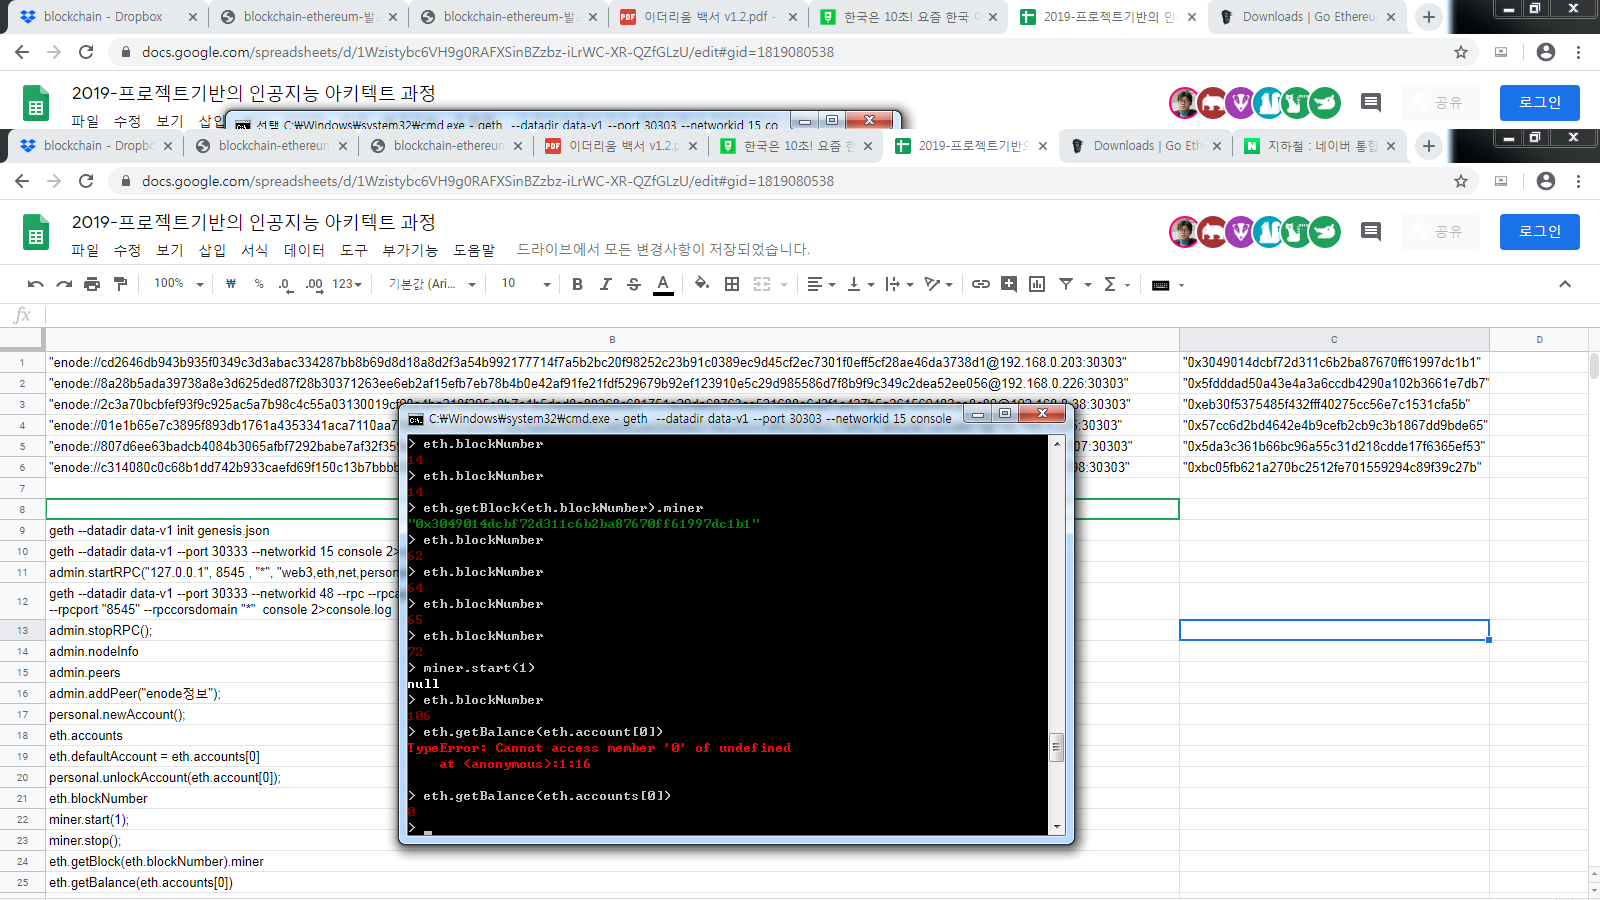 blockchain - Dropbox
blockchain-ethereum-발표
blockchain-ethereum-발표
이더리움 백서 v1.2.pdf -
한국은 10초! 요즘 한국 
2019-프로젝트기반의 인
Downloads | Go Ethereu
docs.google.com/spreadsheets/d/1Wzistybc6VH9g0RAFXSinBZzbz-iLrWC-XR-QZfGLzU/edit#gid=1819080538
2019-프로젝트기반의 인공지능 아키텍트 과정
파일 수정 보기 삽입
공유
로그인
선택 C:\Windows\system32\cmd.exe - geth --datadir data-v1 --port 30303 --networkid 15 co
blockchain - Dropbo
blockchain-ethereum
blockchain-ethereum
이더리움 백서 v1.2.p
한국은 10초! 요즘 한
2019-프로젝트기반으
Downloads | Go Eth
지하철 : 네이버 통합
docs.google.com/spreadsheets/d/1Wzistybc6VH9g0RAFXSinBZzbz-iLrWC-XR-QZfGLzU/edit#gid=1819080538
2019-프로젝트기반의 인공지능 아키텍트 과정
파일 수정 보기 삽입 서식 데이터 도구 부가기능 도움말 드라이브에서 모든 변경사항이 저장되었습니다.
공유
로그인
100% ₩ % .0 .00 123 기본값 (Ari... 10 B I S A
fx
B C D
1 "enode://cd2646db943b935f0349c3d3abac334287bb8b69d8d18a8d2f3a54b992177714f7a5b2bc20f98252c23b91c0389ec9d45cf2ec7301f0eff5cf28ae46da3738d1@192.168.0.203:30303" "0x3049014dcbf72d311c6b2ba87670ff61997dc1b1"
2 "enode://8a28b5ada39738a8e3d625ded87f28b30371263ee6eb2af15efb7eb78b4b0e42af91fe21fdf529679b92ef123910e5c29d985586d7f8b9f9c349c2dea52ee056@192.168.0.226:30303" "0x5fdddad50a43e4a3a6ccdb4290a102b3661e7db7"
3 "enode://2c3a70bcbfef93f9c925ac5a7b98c4c55a03130019 38:30303" "0xeb30f5375485f432fff40275cc56e7c1531cfa5b"
4 "enode://01e1b65e7c3895f893db1761a4353341aca7110aa7 :30303" "0x57cc6d2bd4642e4b9cefb2cb9c3b1867dd9bde65"
5 "enode://807d6ee63badcb4084b3065afbf7292babe7af32f35 07:30303" "0x5da3c361b66bc96a55c31d218cdde17f6365ef53"
6 "enode://c314080c0c68b1dd742b933caefd69f150c13b7bbb 98:30303" "0xbc05fb621a270bc2512fe701559294c89f39c27b"
7
8
9 geth --datadir data-v1 init genesis.json
10 geth --datadir data-v1 --port 30333 --networkid 15 console 2>
11 admin.startRPC("127.0.0.1", 8545 , "*", "web3,eth,net,person
12 geth --datadir data-v1 --port 30333 --networkid 48 --rpc --rpc
--rpcport "8545" --rpccorsdomain "*" console 2>console.log
13 admin.stopRPC();
14 admin.nodeInfo
15 admin.peers
16 admin.addPeer("enode정보");
17 personal.newAccount();
18 eth.accounts
19 eth.defaultAccount = eth.accounts[0]
20 personal.unlockAccount(eth.account[0]);
21 eth.blockNumber
22 miner.start(1);
23 miner.stop();
24 eth.getBlock(eth.blockNumber).miner
25 eth.getBalance(eth.accounts[0])
C:\Windows\system32\cmd.exe - geth --datadir data-v1 --port 30303 --networkid 15 console
> eth.blockNumber
14
> eth.blockNumber
14
> eth.getBlock(eth.blockNumber).miner
"0x3049014dcbf72d311c6b2ba87670ff61997dc1b1"
> eth.blockNumber
62
> eth.blockNumber
64
> eth.blockNumber
65
> eth.blockNumber
72
> miner.start(1)
null
> eth.blockNumber
106
> eth.getBalance(eth.account[0])
TypeError: Cannot access member '0' of undefined
at <anonymous>:1:16
> eth.getBalance(eth.accounts[0])
0
>